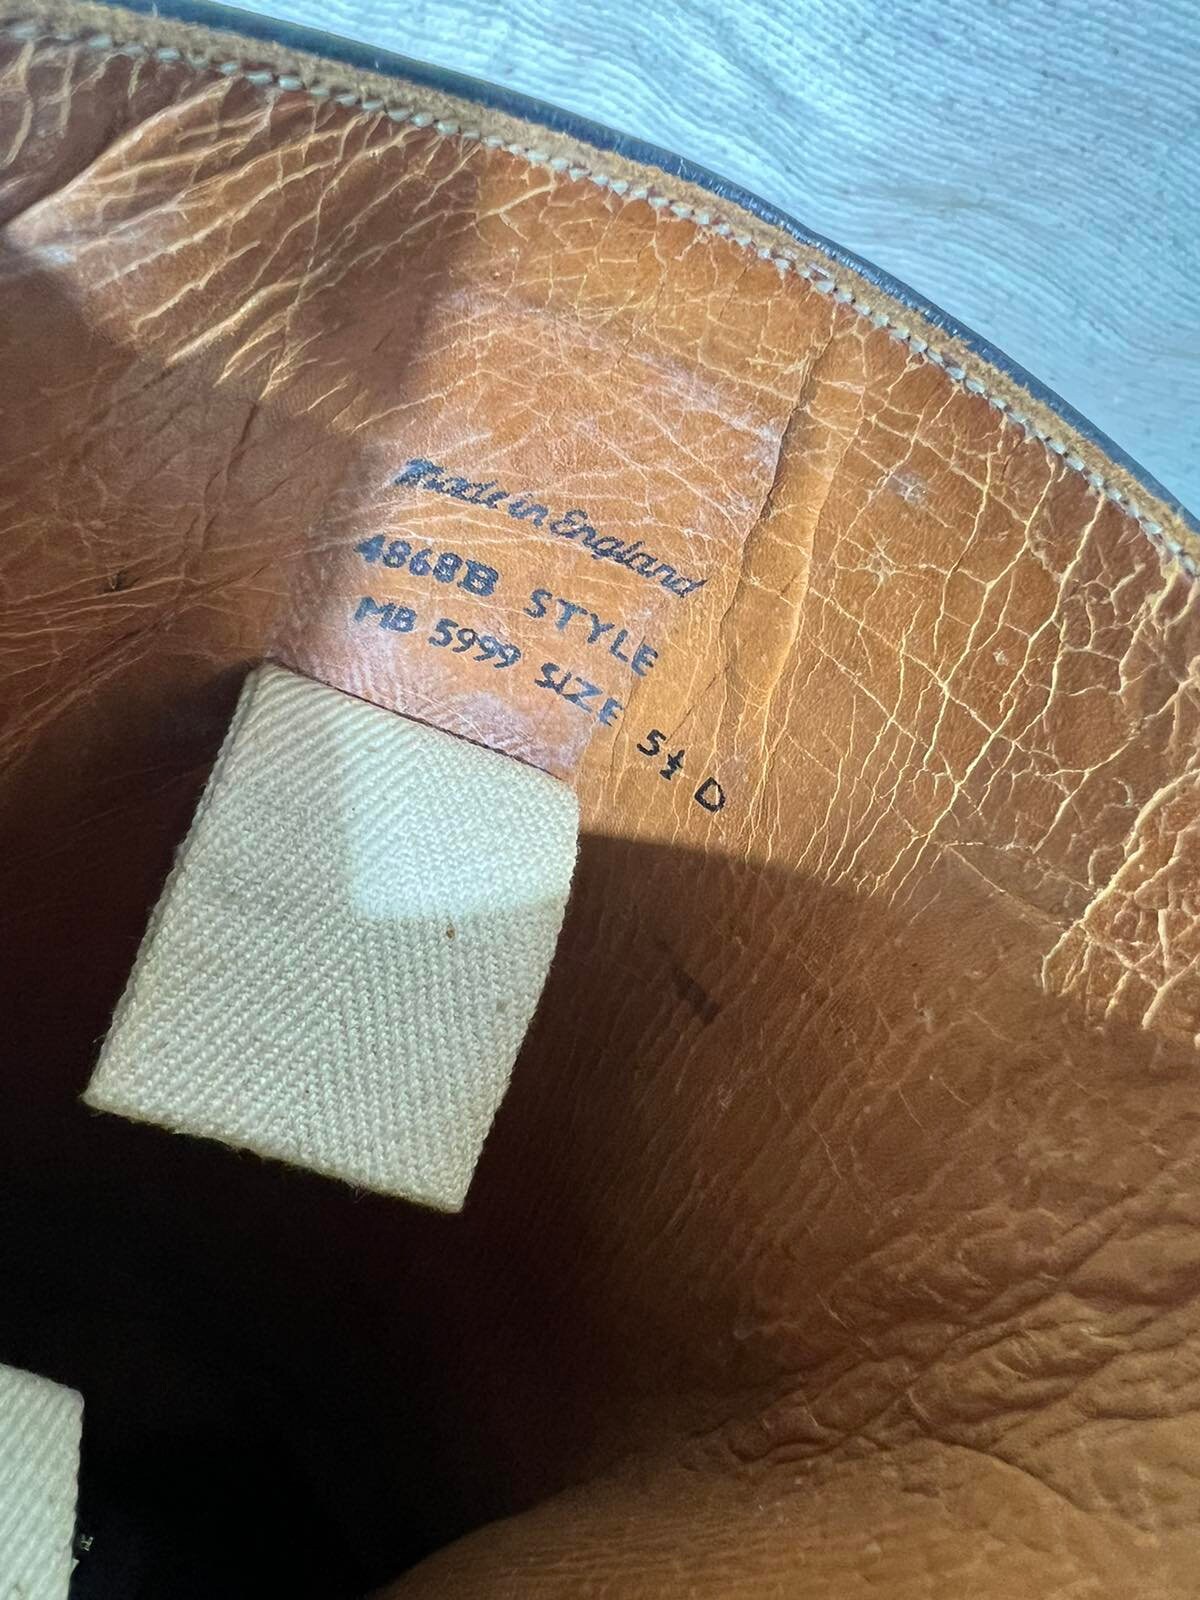 Made in England
4868B STYLE
MB 5999 SIZE 5½ D